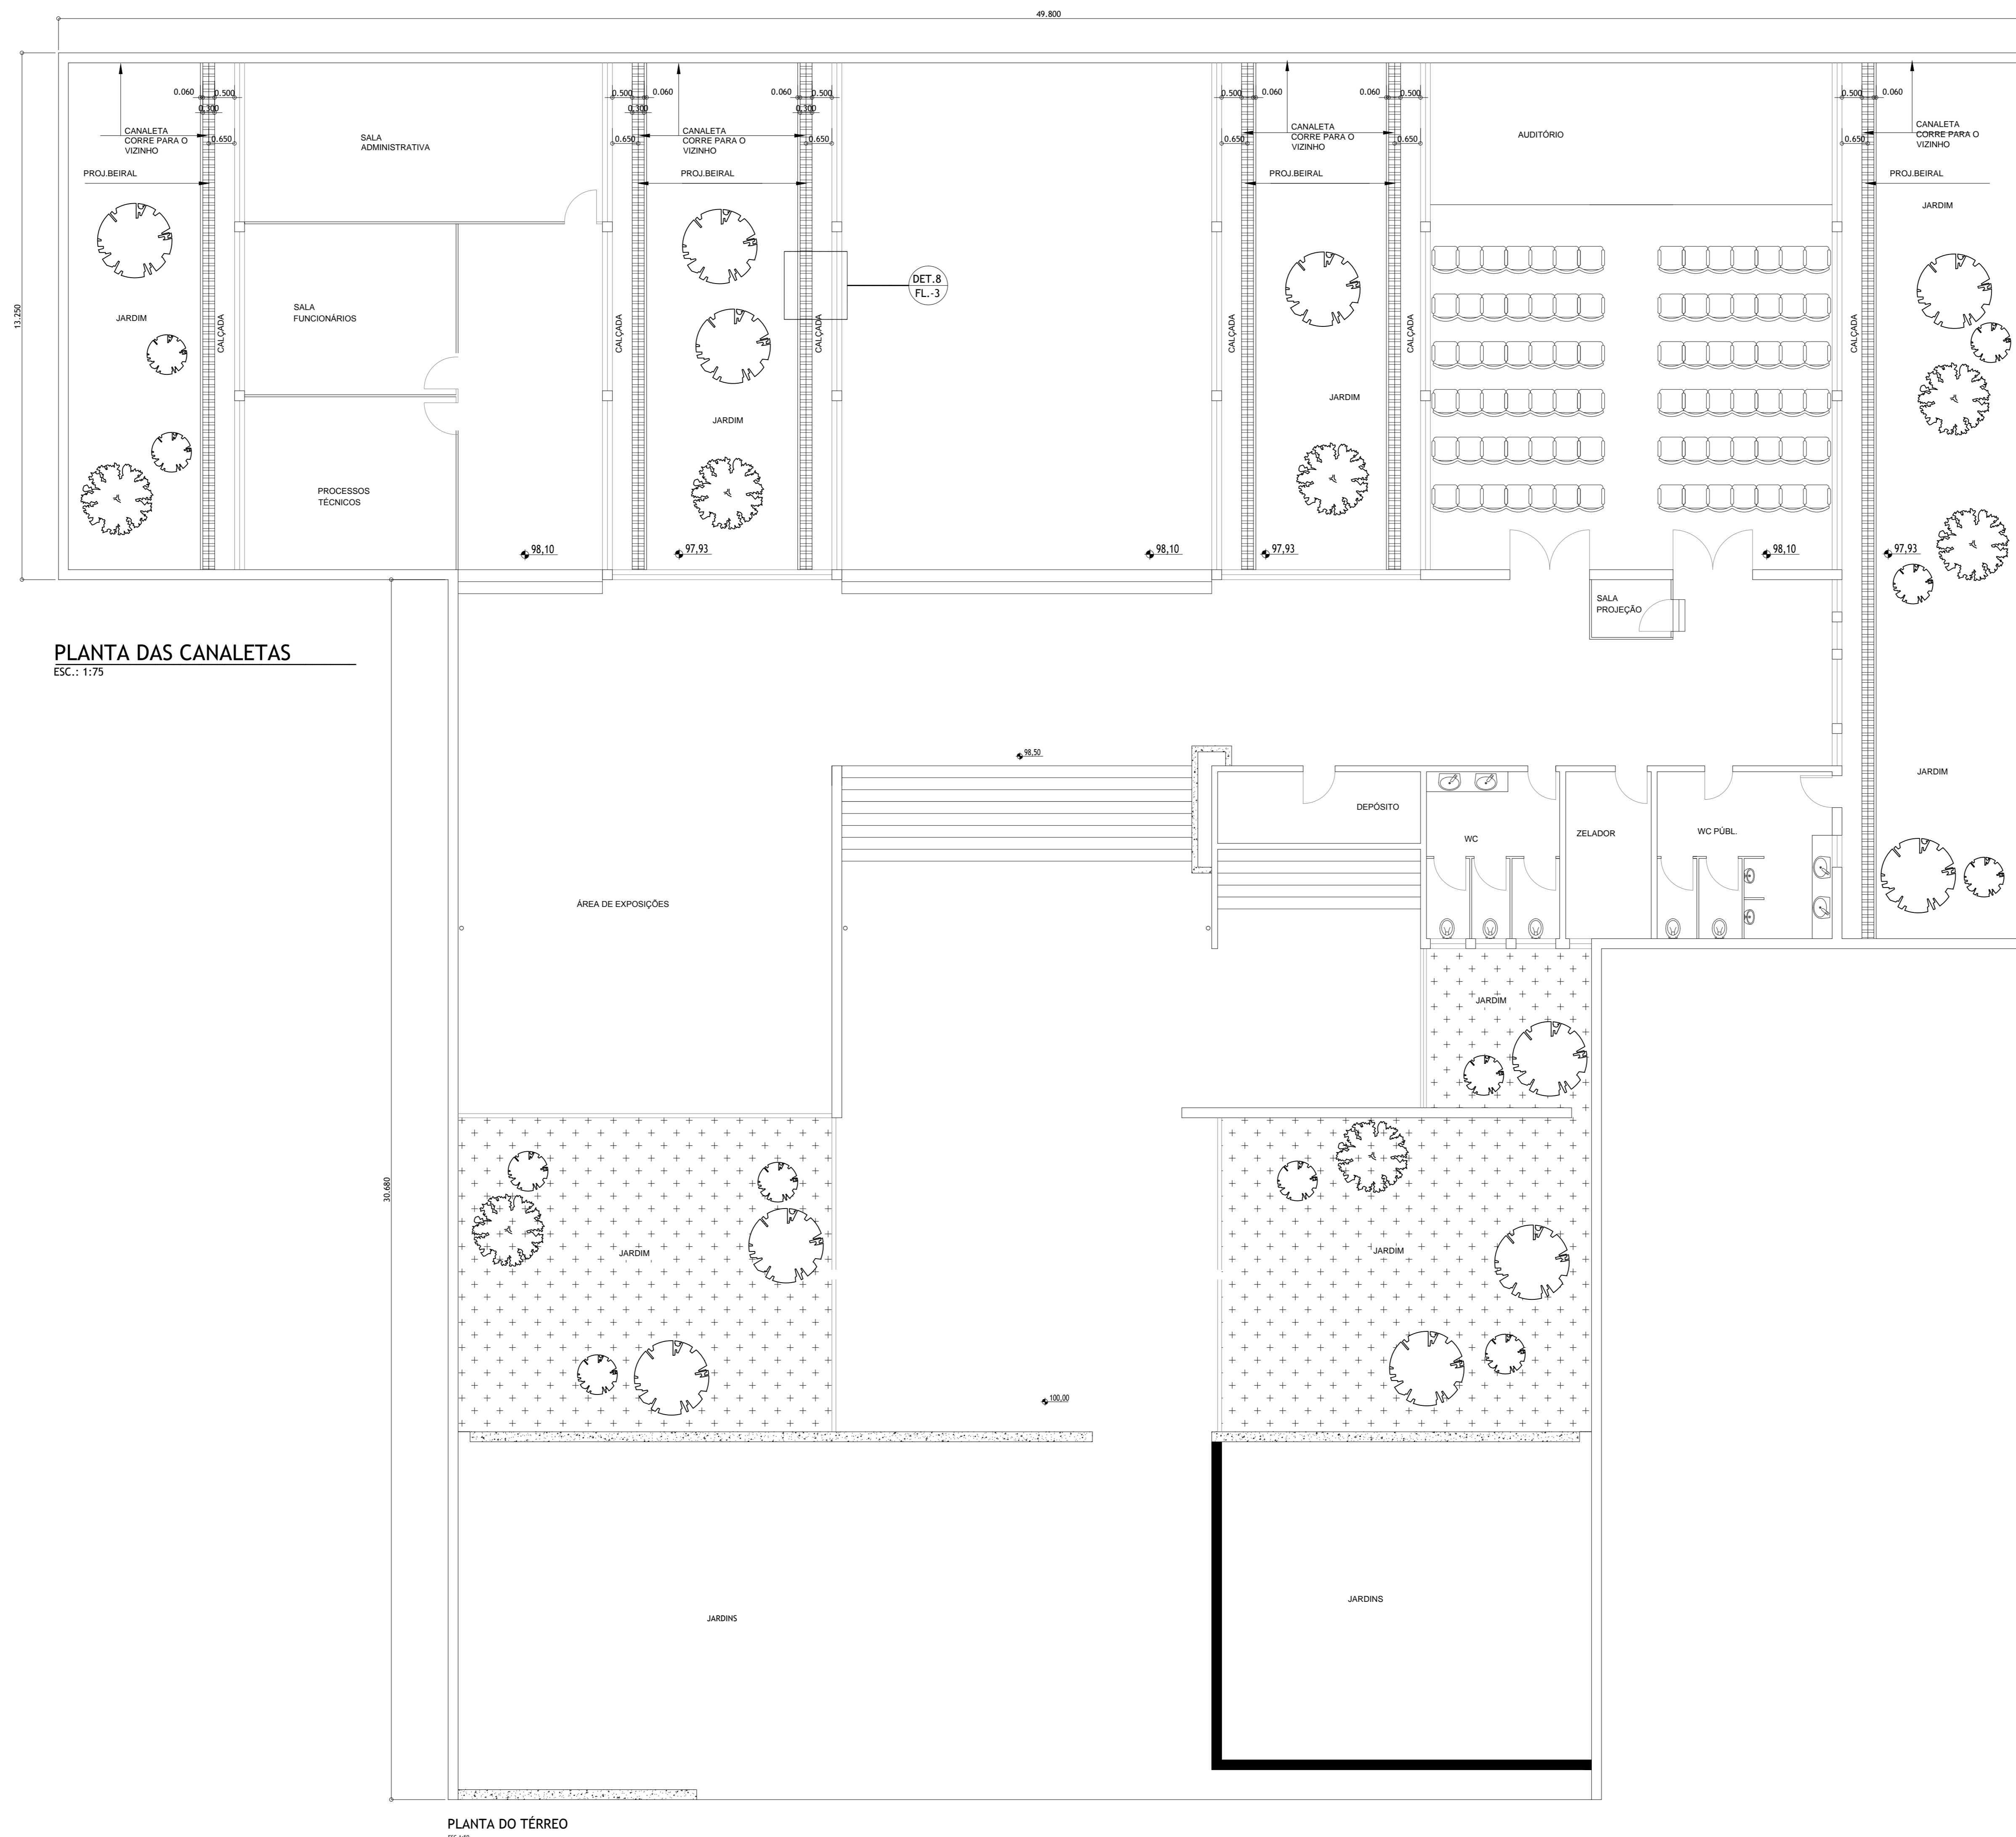 49.800
13.250
0.060
0.500
0.300
0.650
CANALETA
CORRE PARA O
VIZINHO
PROJ.BEIRAL
JARDIM
CALÇADA
SALA
ADMINISTRATIVA
SALA
FUNCIONÁRIOS
PROCESSOS
TÉCNICOS
98,10
0.500
0.060
0.300
0.650
CANALETA
CORRE PARA O
VIZINHO
PROJ.BEIRAL
CALÇADA
JARDIM
97,93
0.060
0.500
0.300
0.650
CALÇADA
DET.8
FL.-3
98,10
0.500
0.060
0.650
CANALETA
CORRE PARA O
VIZINHO
PROJ.BEIRAL
CALÇADA
JARDIM
97,93
0.060
0.500
0.650
CALÇADA
AUDITÓRIO
98,10
SALA
PROJEÇÃO
0.500
0.060
0.650
CANALETA
CORRE PARA O
VIZINHO
PROJ.BEIRAL
JARDIM
CALÇADA
97,93
JARDIM
PLANTA DAS CANALETAS
ESC.: 1:75
98,50
DEPÓSITO
WC
ZELADOR
WC PÚBL.
ÁREA DE EXPOSIÇÕES
JARDIM
30.680
JARDIM
JARDIM
100,00
JARDINS
JARDINS
PLANTA DO TÉRREO